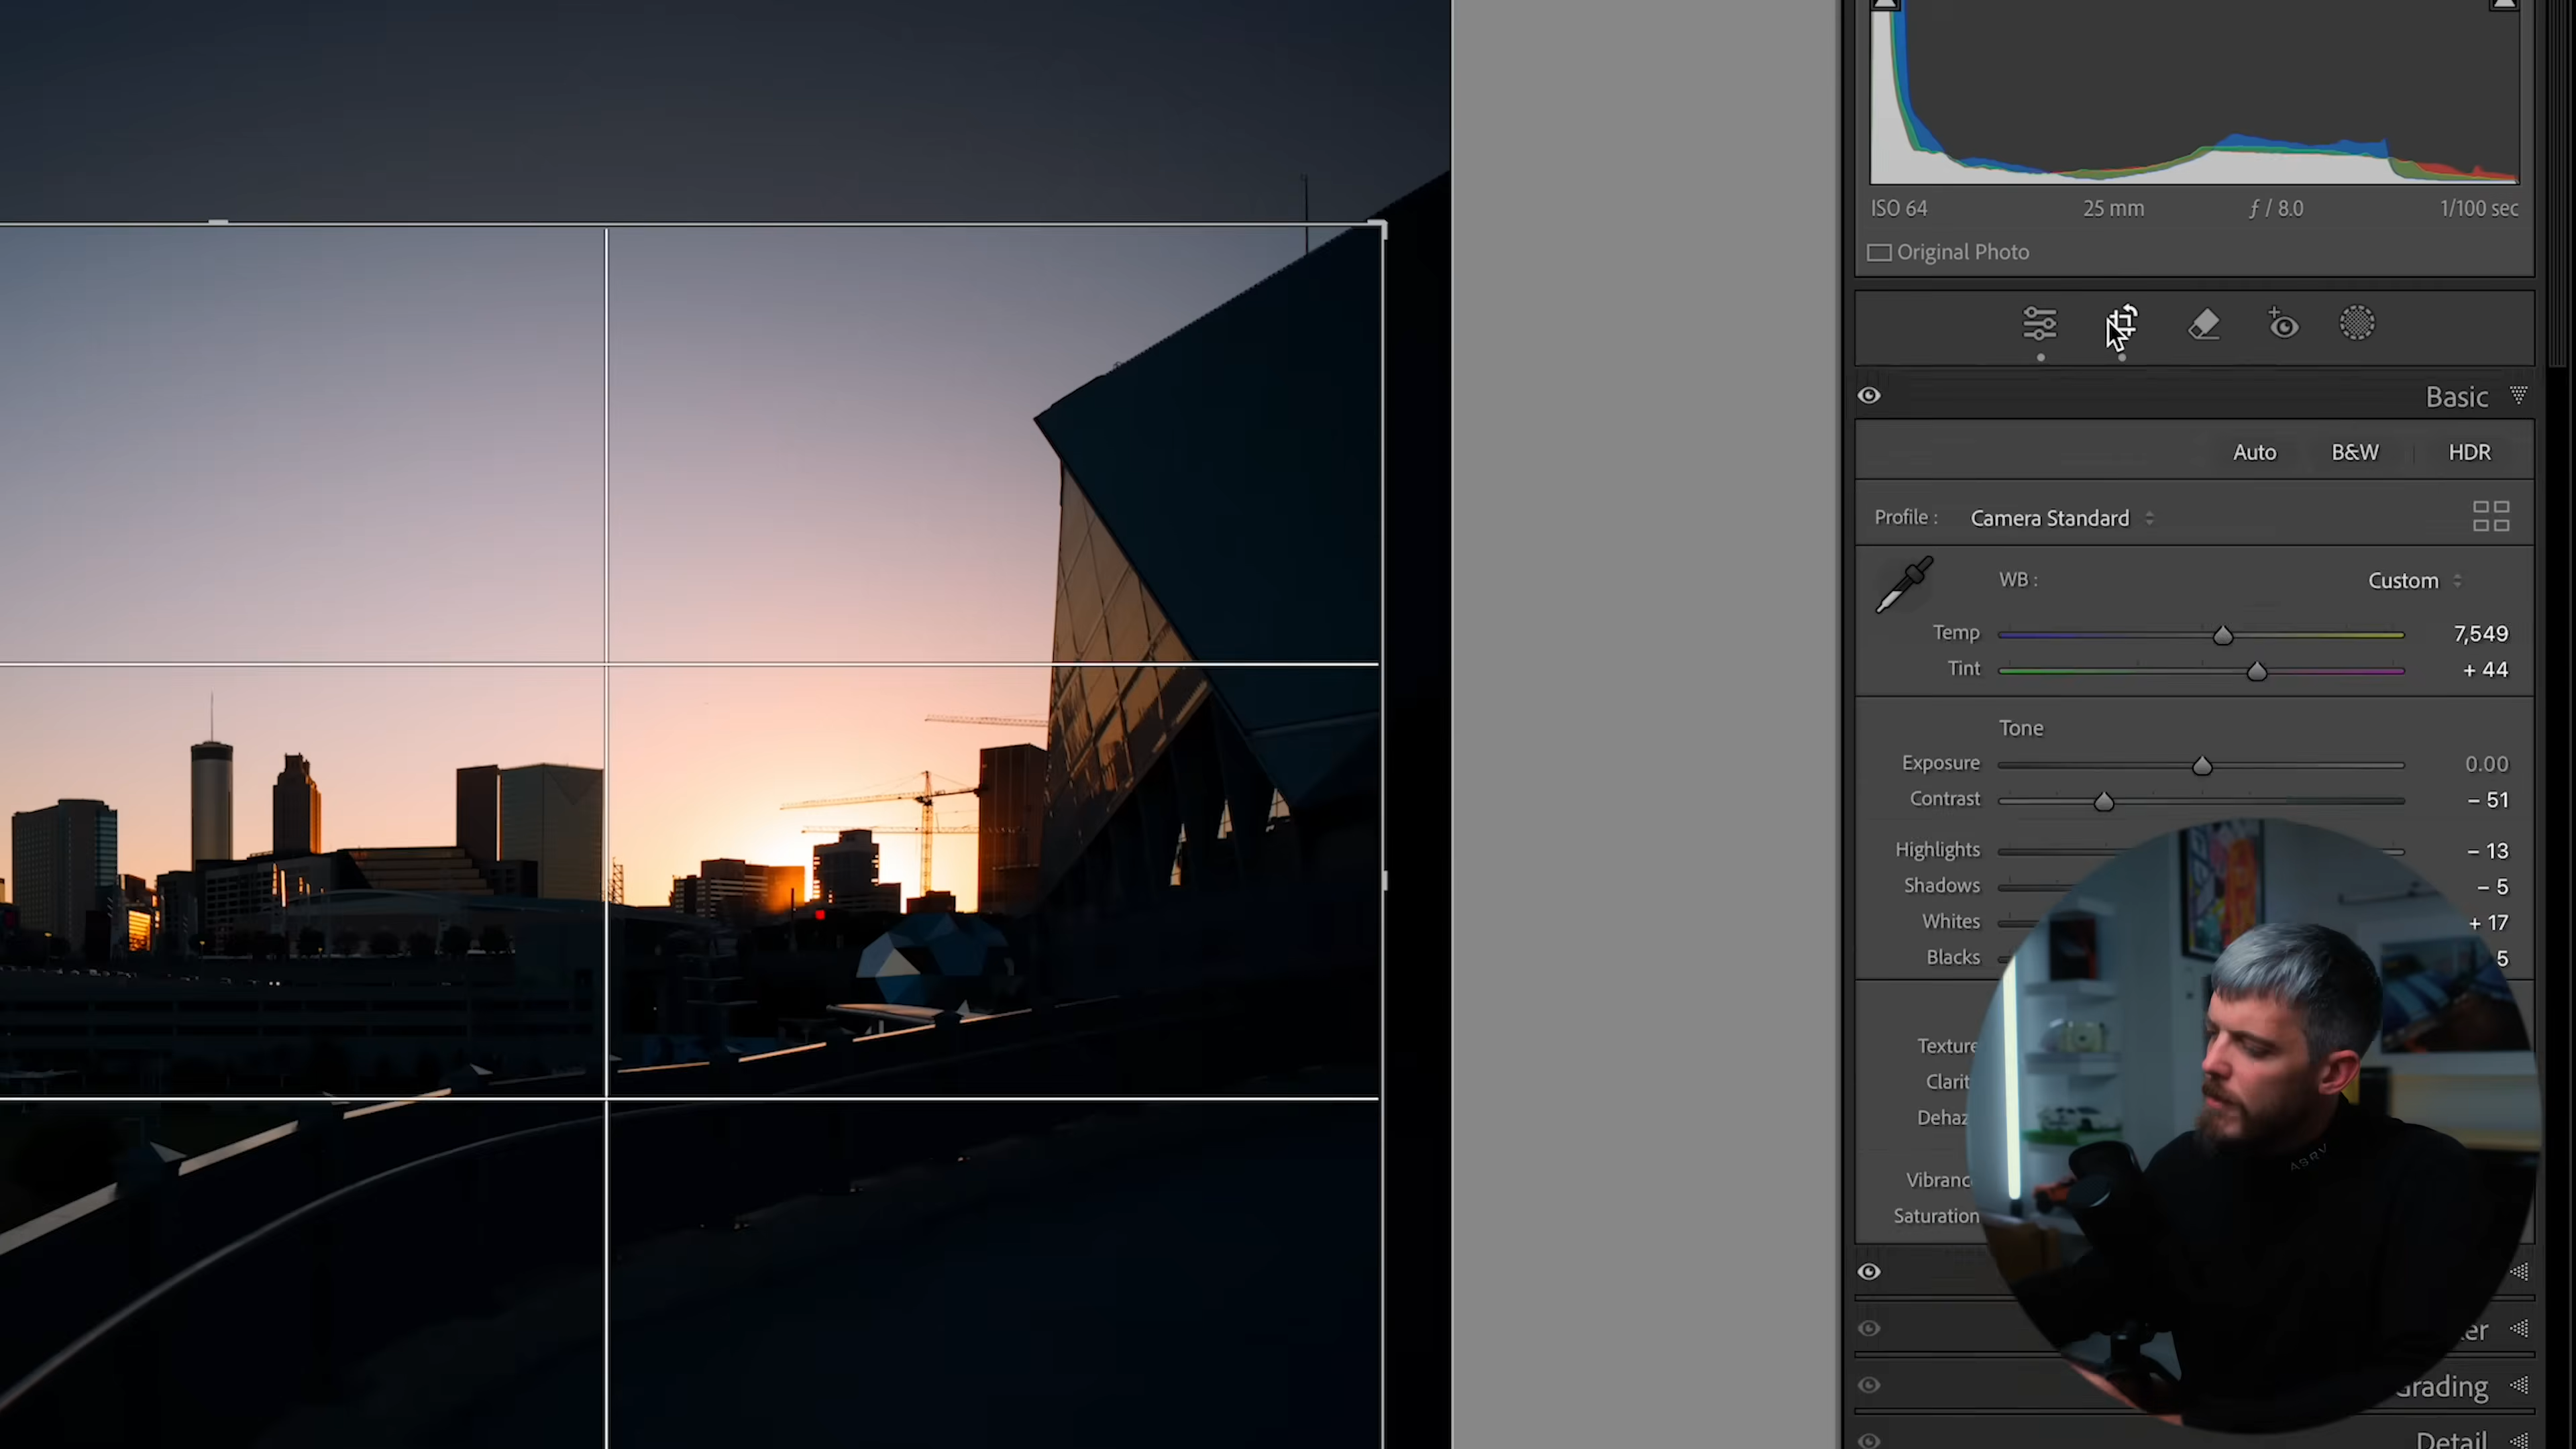 ISO 64 25 mm ƒ / 8.0 1/100 sec
Original Photo
Basic
Auto B&W HDR
Profile : Camera Standard
WB : Custom
Temp 7,549
Tint + 44
Tone
Exposure 0.00
Contrast – 51
Highlights – 13
Shadows – 5
Whites + 17
Blacks 5
Texture
Clarit
Dehaz
Vibranc
Saturation
er
Grading
Detail
ASRV